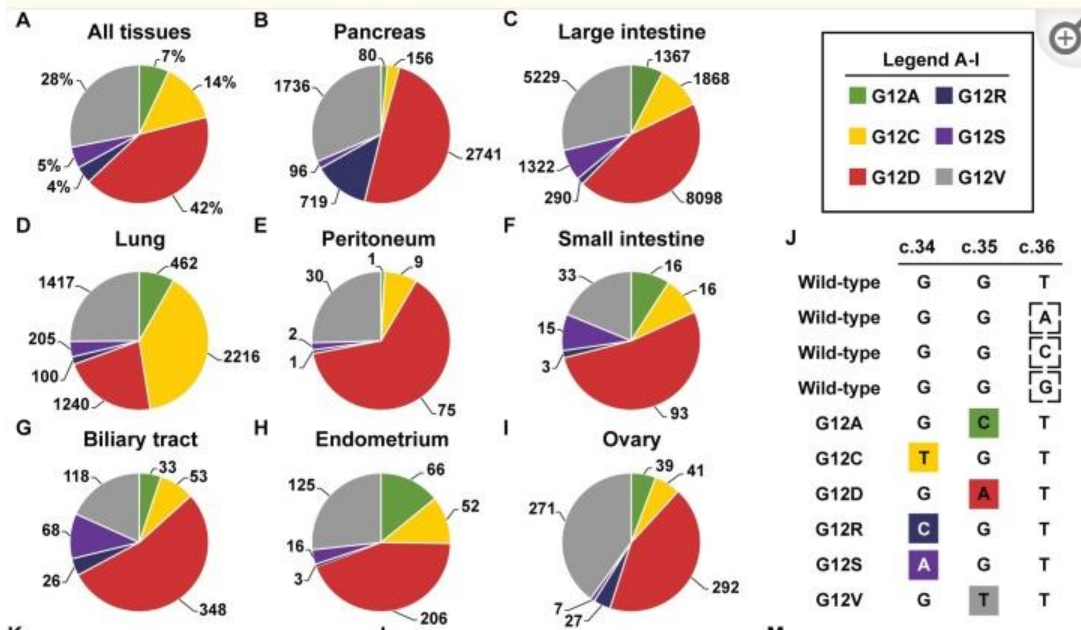 A
All tissues
7%
14%
42%
4%
5%
28%
B
Pancreas
80
156
2741
719
96
1736
C
Large intestine
1367
1868
8098
290
1322
5229
Legend A-I
G12A G12R
G12C G12S
G12D G12V
D
Lung
462
2216
1240
100
205
1417
E
Peritoneum
1
9
75
1
2
30
F
Small intestine
16
16
93
3
15
33
G
Biliary tract
33
53
348
26
68
118
H
Endometrium
66
52
206
3
16
125
I
Ovary
39
41
292
27
7
271
J
c.34 c.35 c.36
Wild-type G G T
Wild-type G G A
Wild-type G G C
Wild-type G G G
G12A G C T
G12C T G T
G12D G A T
G12R C G T
G12S A G T
G12V G T T